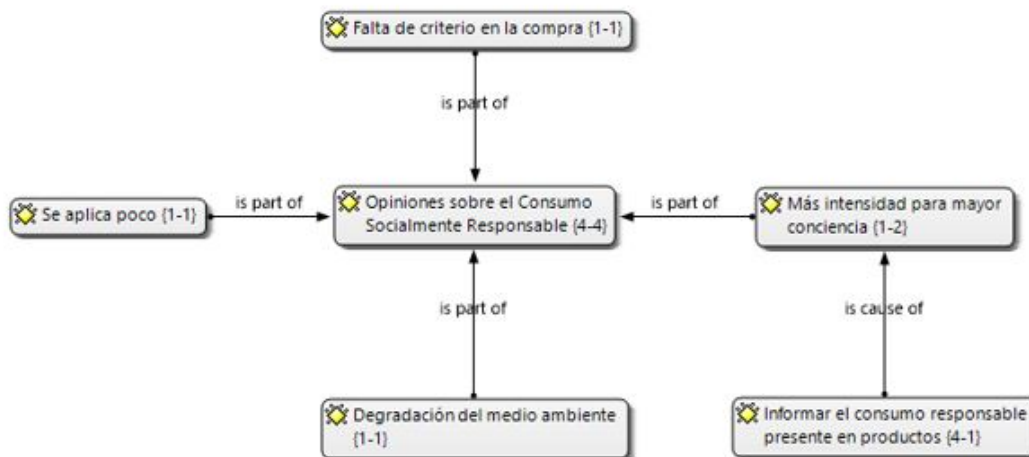 Falta de criterio en la compra {1-1}
is part of
Se aplica poco {1-1}
is part of
Opiniones sobre el Consumo
Socialmente Responsable {4-4}
is part of
Más intensidad para mayor
conciencia {1-2}
is part of
is cause of
Degradación del medio ambiente
{1-1}
Informar el consumo responsable
presente en productos {4-1}